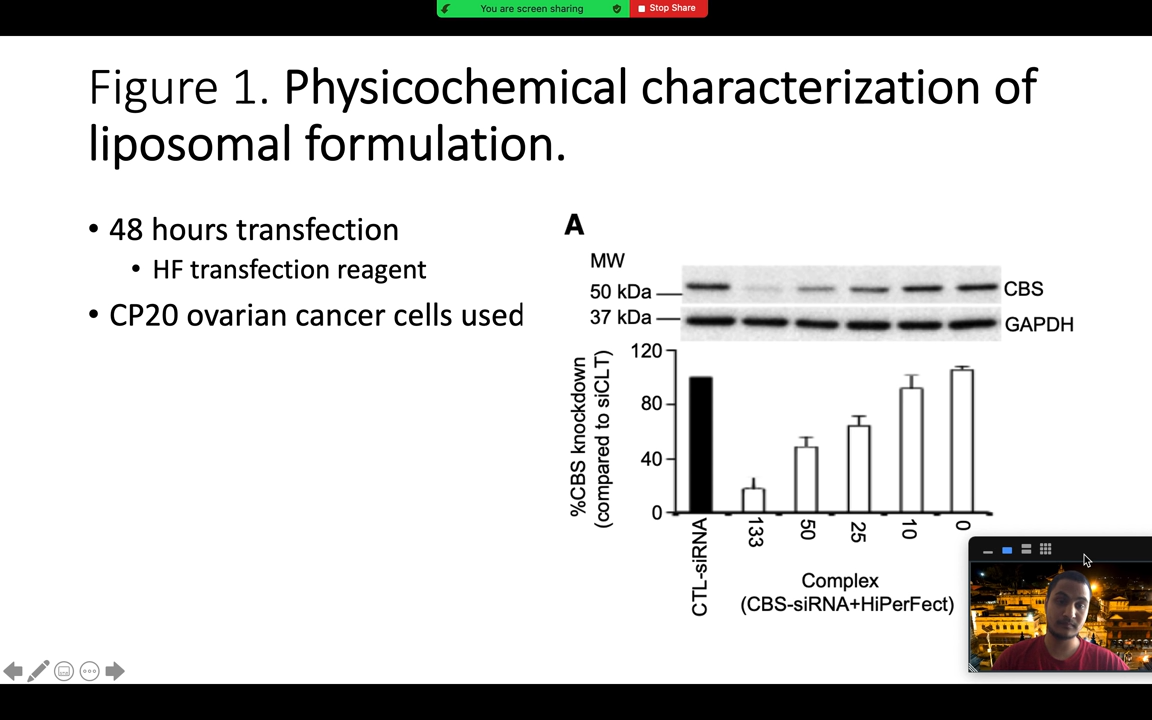 You are screen sharing
Stop Share
Figure 1. Physicochemical characterization of
liposomal formulation.
• 48 hours transfection
• HF transfection reagent
• CP20 ovarian cancer cells used
A
MW
50 kDa
CBS
37 kDa
GAPDH
%CBS knockdown
(compared to siCLT)
120
80
40
0
CTL-siRNA
133
50
25
10
0
Complex
(CBS-siRNA+HiPerFect)